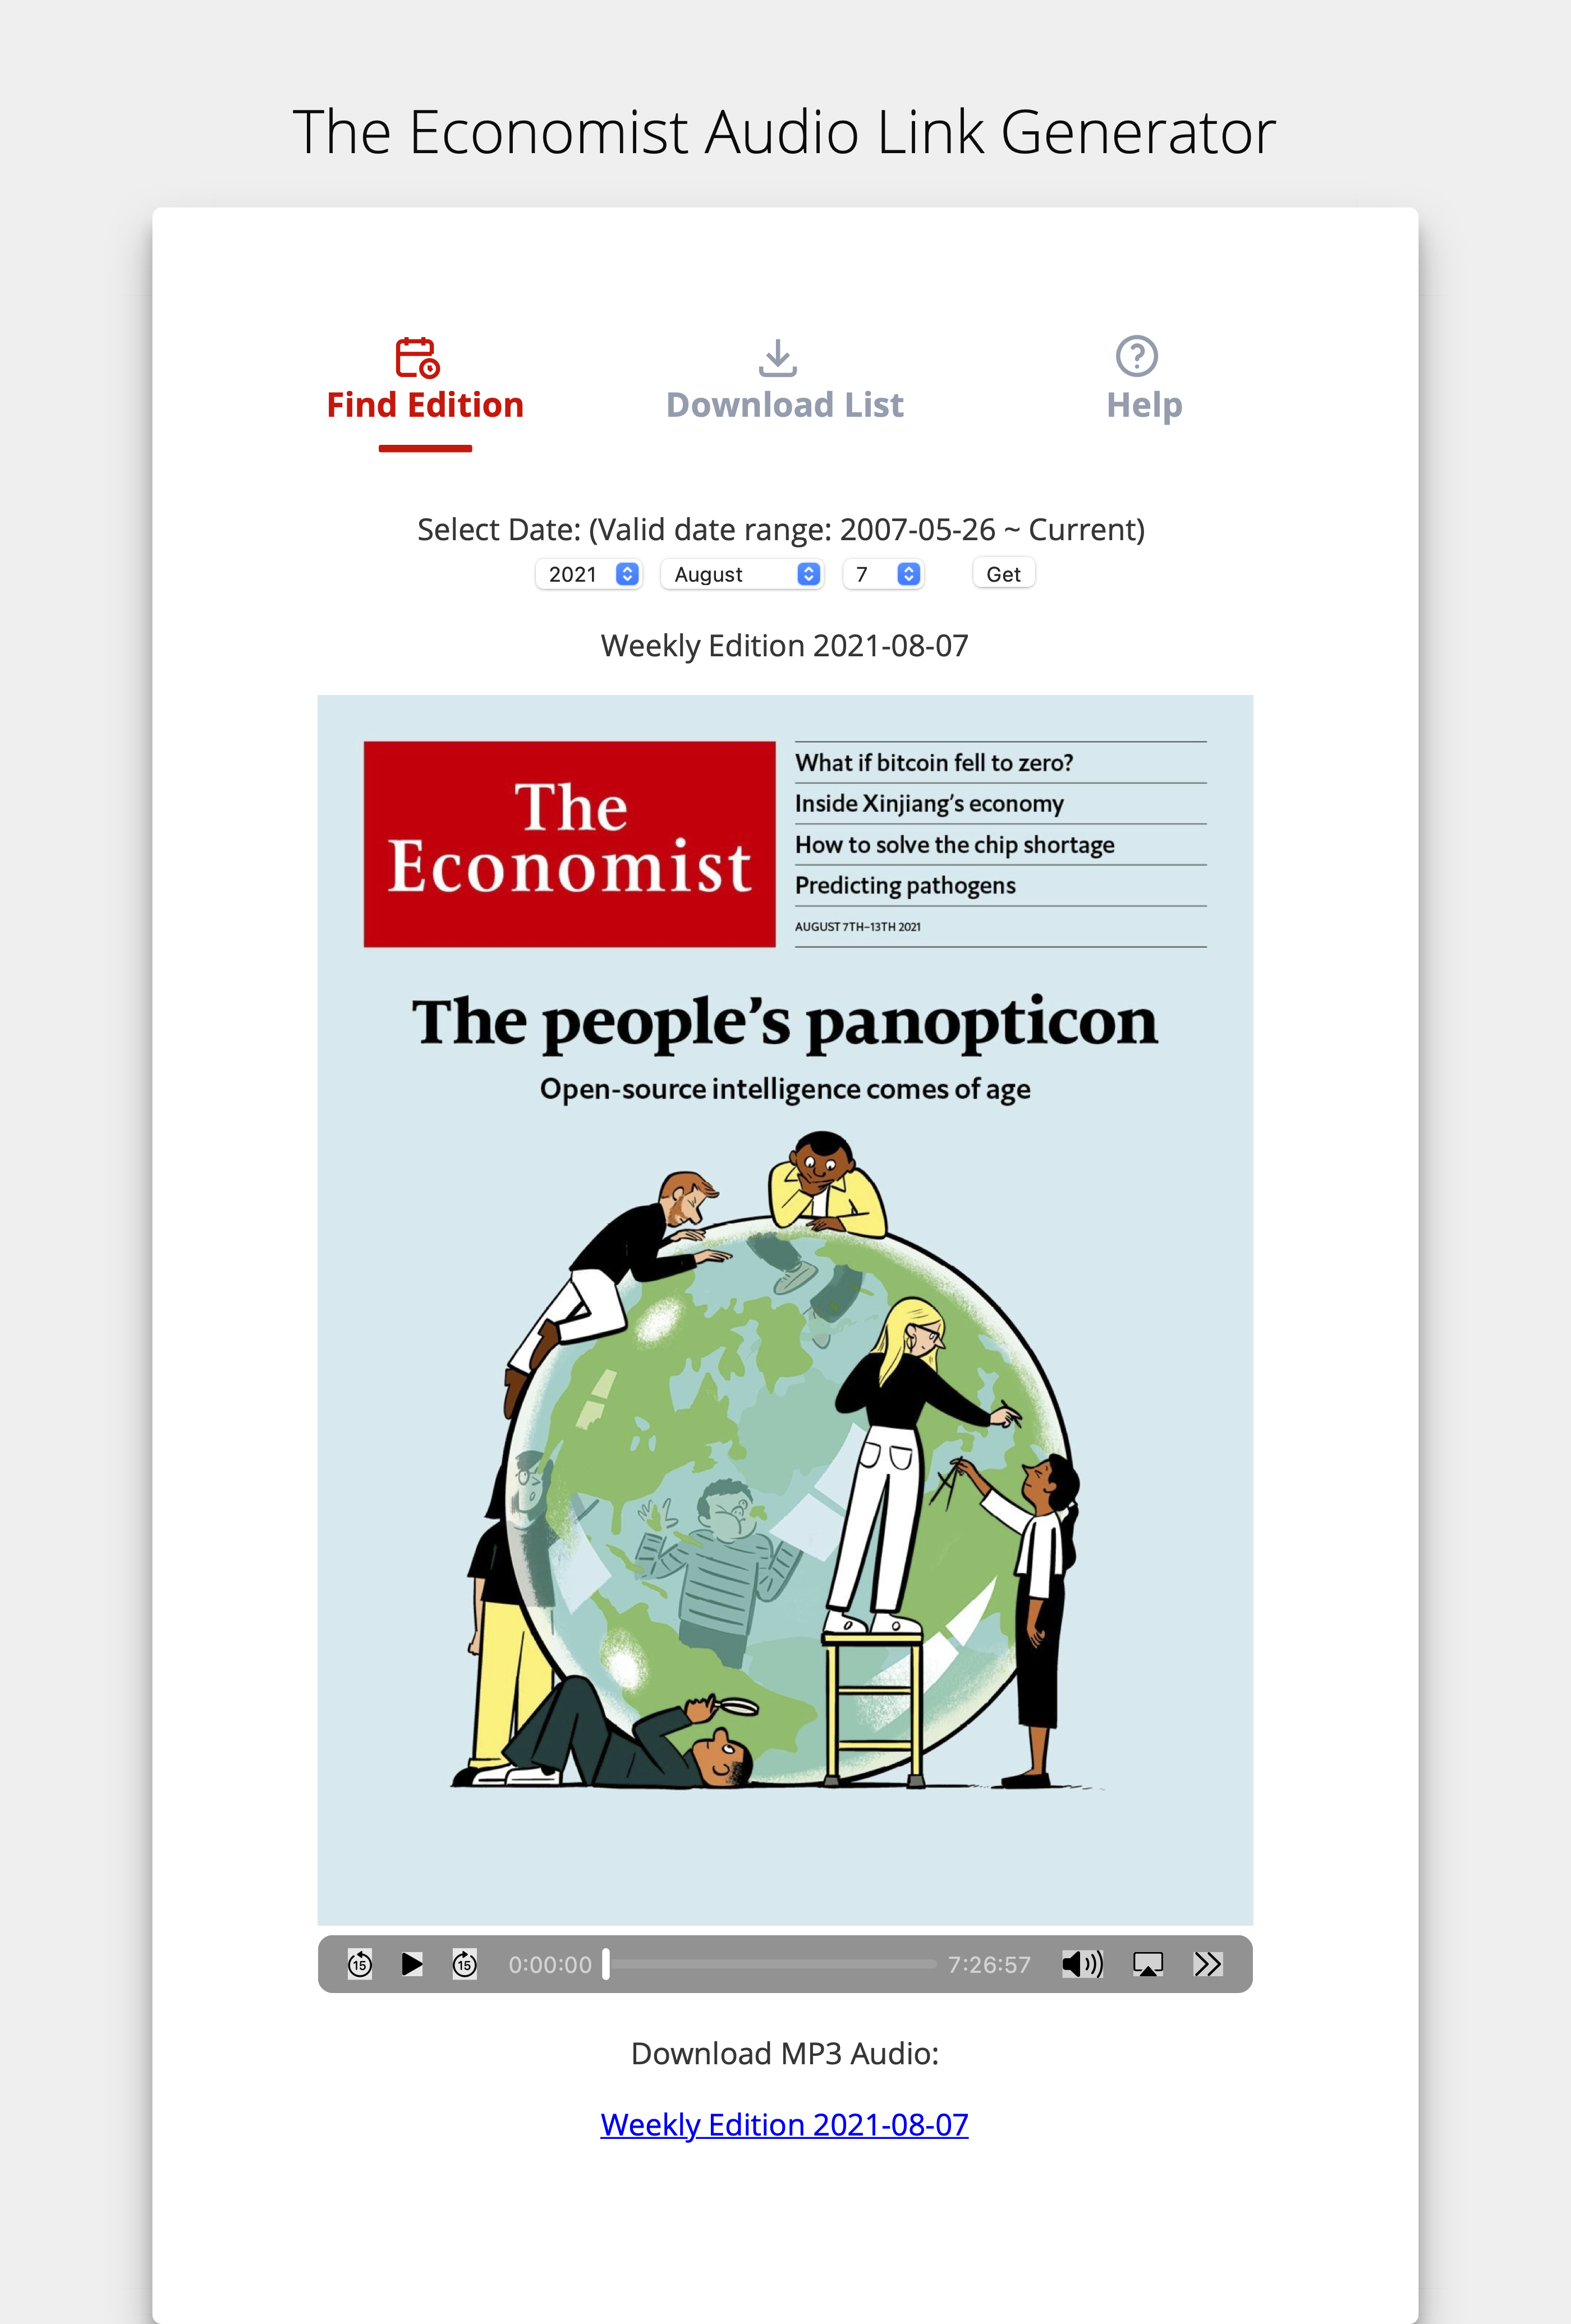 The Economist Audio Link Generator
Find Edition
Download List
Help
Select Date: (Valid date range: 2007-05-26 ~ Current)
2021 August 7 Get
Weekly Edition 2021-08-07
The
Economist
What if bitcoin fell to zero?
Inside Xinjiang’s economy
How to solve the chip shortage
Predicting pathogens
AUGUST 7TH–13TH 2021
The people’s panopticon
Open-source intelligence comes of age
15 15 0:00:00 7:26:57
Download MP3 Audio:
Weekly Edition 2021-08-07